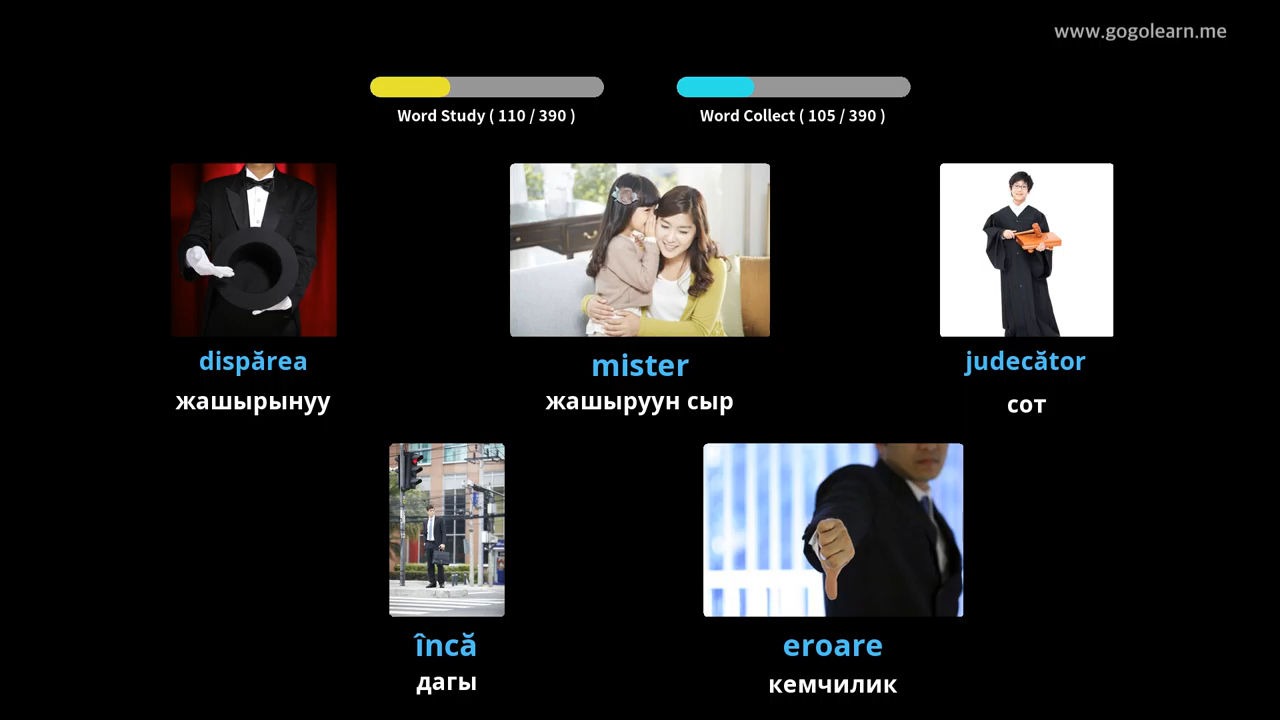 www.gogolearn.me
Word Study ( 110 / 390 )
Word Collect ( 105 / 390 )
dispărea
жашырынуу
mister
жашыруун сыр
judecător
сот
încă
дагы
eroare
кемчилик